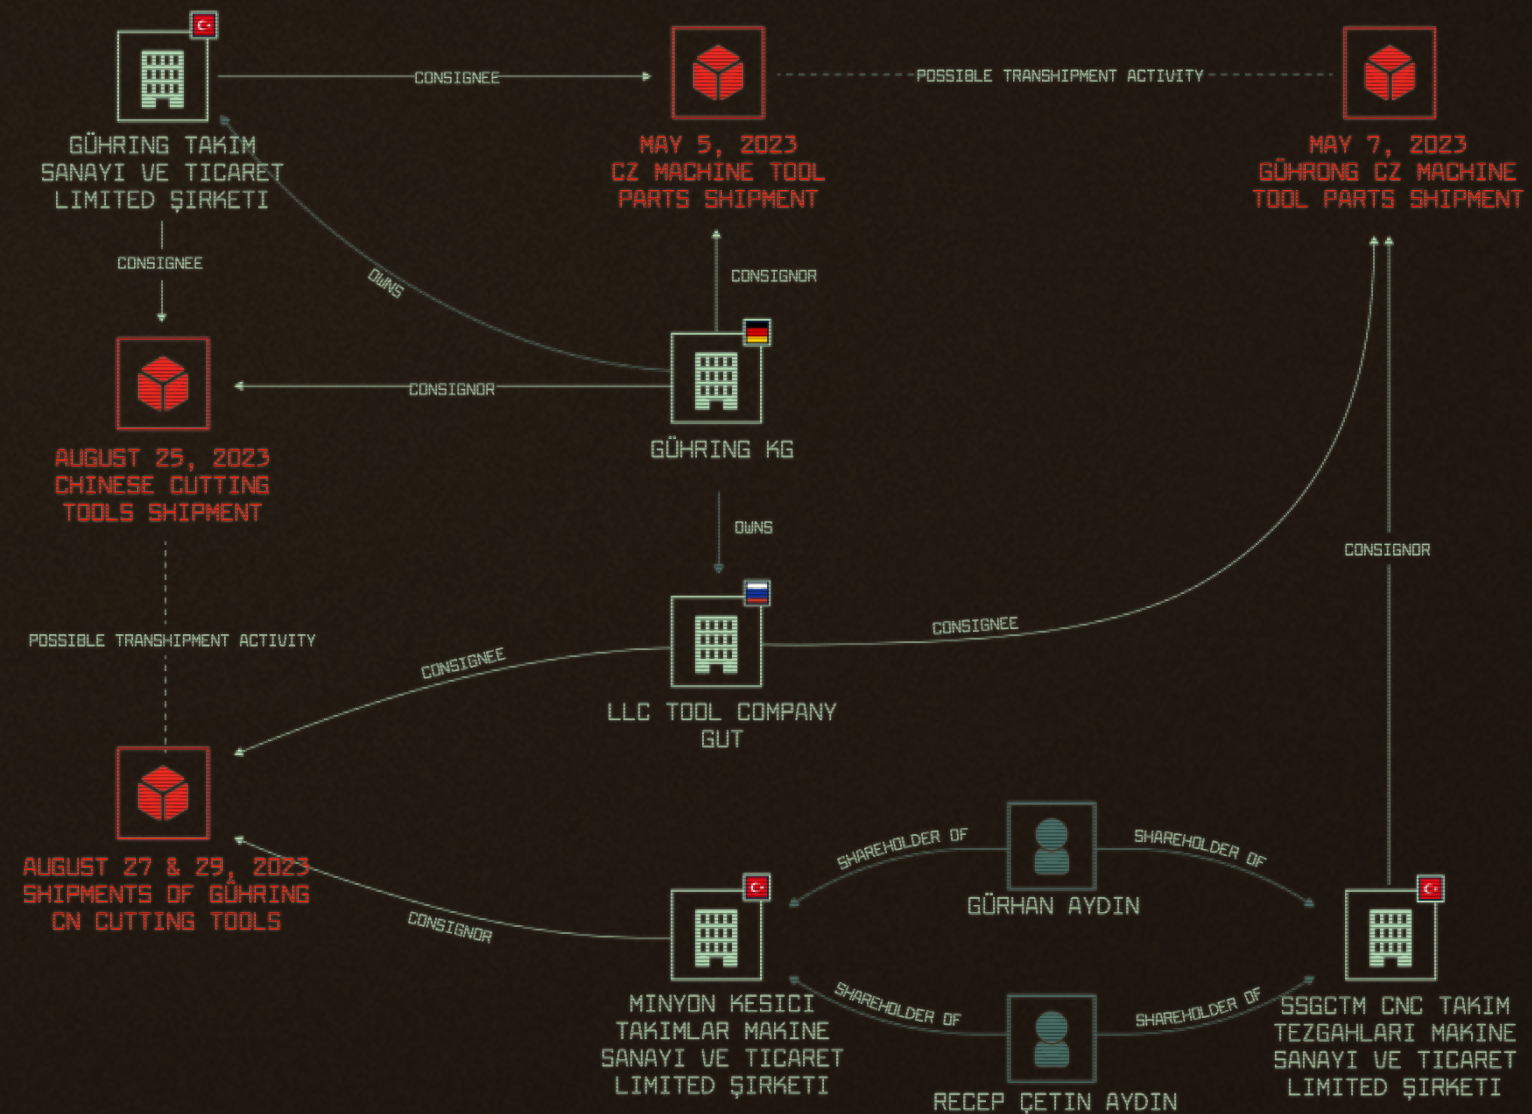 CONSIGNEE
POSSIBLE TRANSHIPMENT ACTIVITY
GÜHRING TAKIM
SANAYI VE TICARET
LIMITED ŞIRKETI
MAY 5, 2023
CZ MACHINE TOOL
PARTS SHIPMENT
MAY 7, 2023
GÜHRONG CZ MACHINE
TOOL PARTS SHIPMENT
CONSIGNEE
OWNS
CONSIGNOR
CONSIGNOR
GÜHRING KG
AUGUST 25, 2023
CHINESE CUTTING
TOOLS SHIPMENT
OWNS
CONSIGNOR
POSSIBLE TRANSHIPMENT ACTIVITY
CONSIGNEE
CONSIGNEE
LLC TOOL COMPANY
GUT
AUGUST 27 & 29, 2023
SHIPMENTS OF GÜHRING
CN CUTTING TOOLS
SHAREHOLDER OF
SHAREHOLDER OF
GÜRHAN AYDIN
CONSIGNOR
MINYON KESICI
TAKIMLAR MAKINE
SANAYI VE TICARET
LIMITED ŞIRKETI
SHAREHOLDER OF
SHAREHOLDER OF
RECEP ÇETIN AYDIN
SSGCTM CNC TAKIM
TEZGAHLARI MAKINE
SANAYI VE TICARET
LIMITED ŞIRKETI